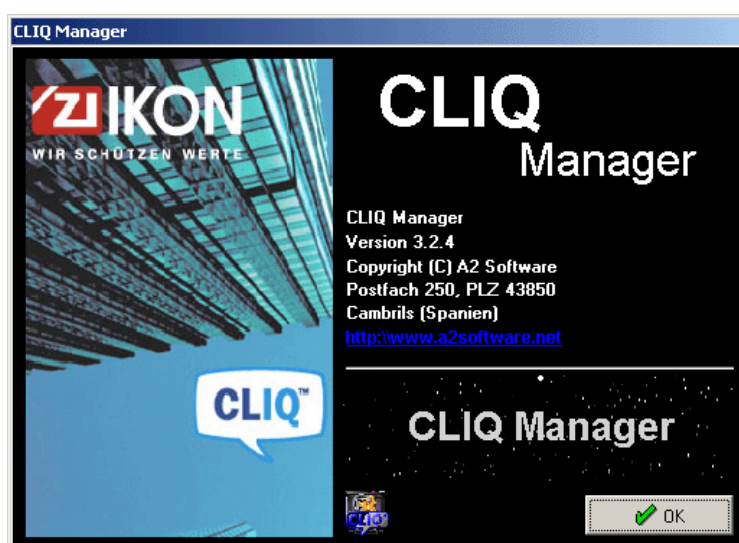 CLIQ Manager
ZI IKON
WIR SCHÜTZEN WERTE
CLIQ™
CLIQ
Manager
CLIQ Manager
Version 3.2.4
Copyright (C) A2 Software
Postfach 250, PLZ 43850
Cambrils (Spanien)
http:\\www.a2software.net
CLIQ Manager
CLIQ
OK